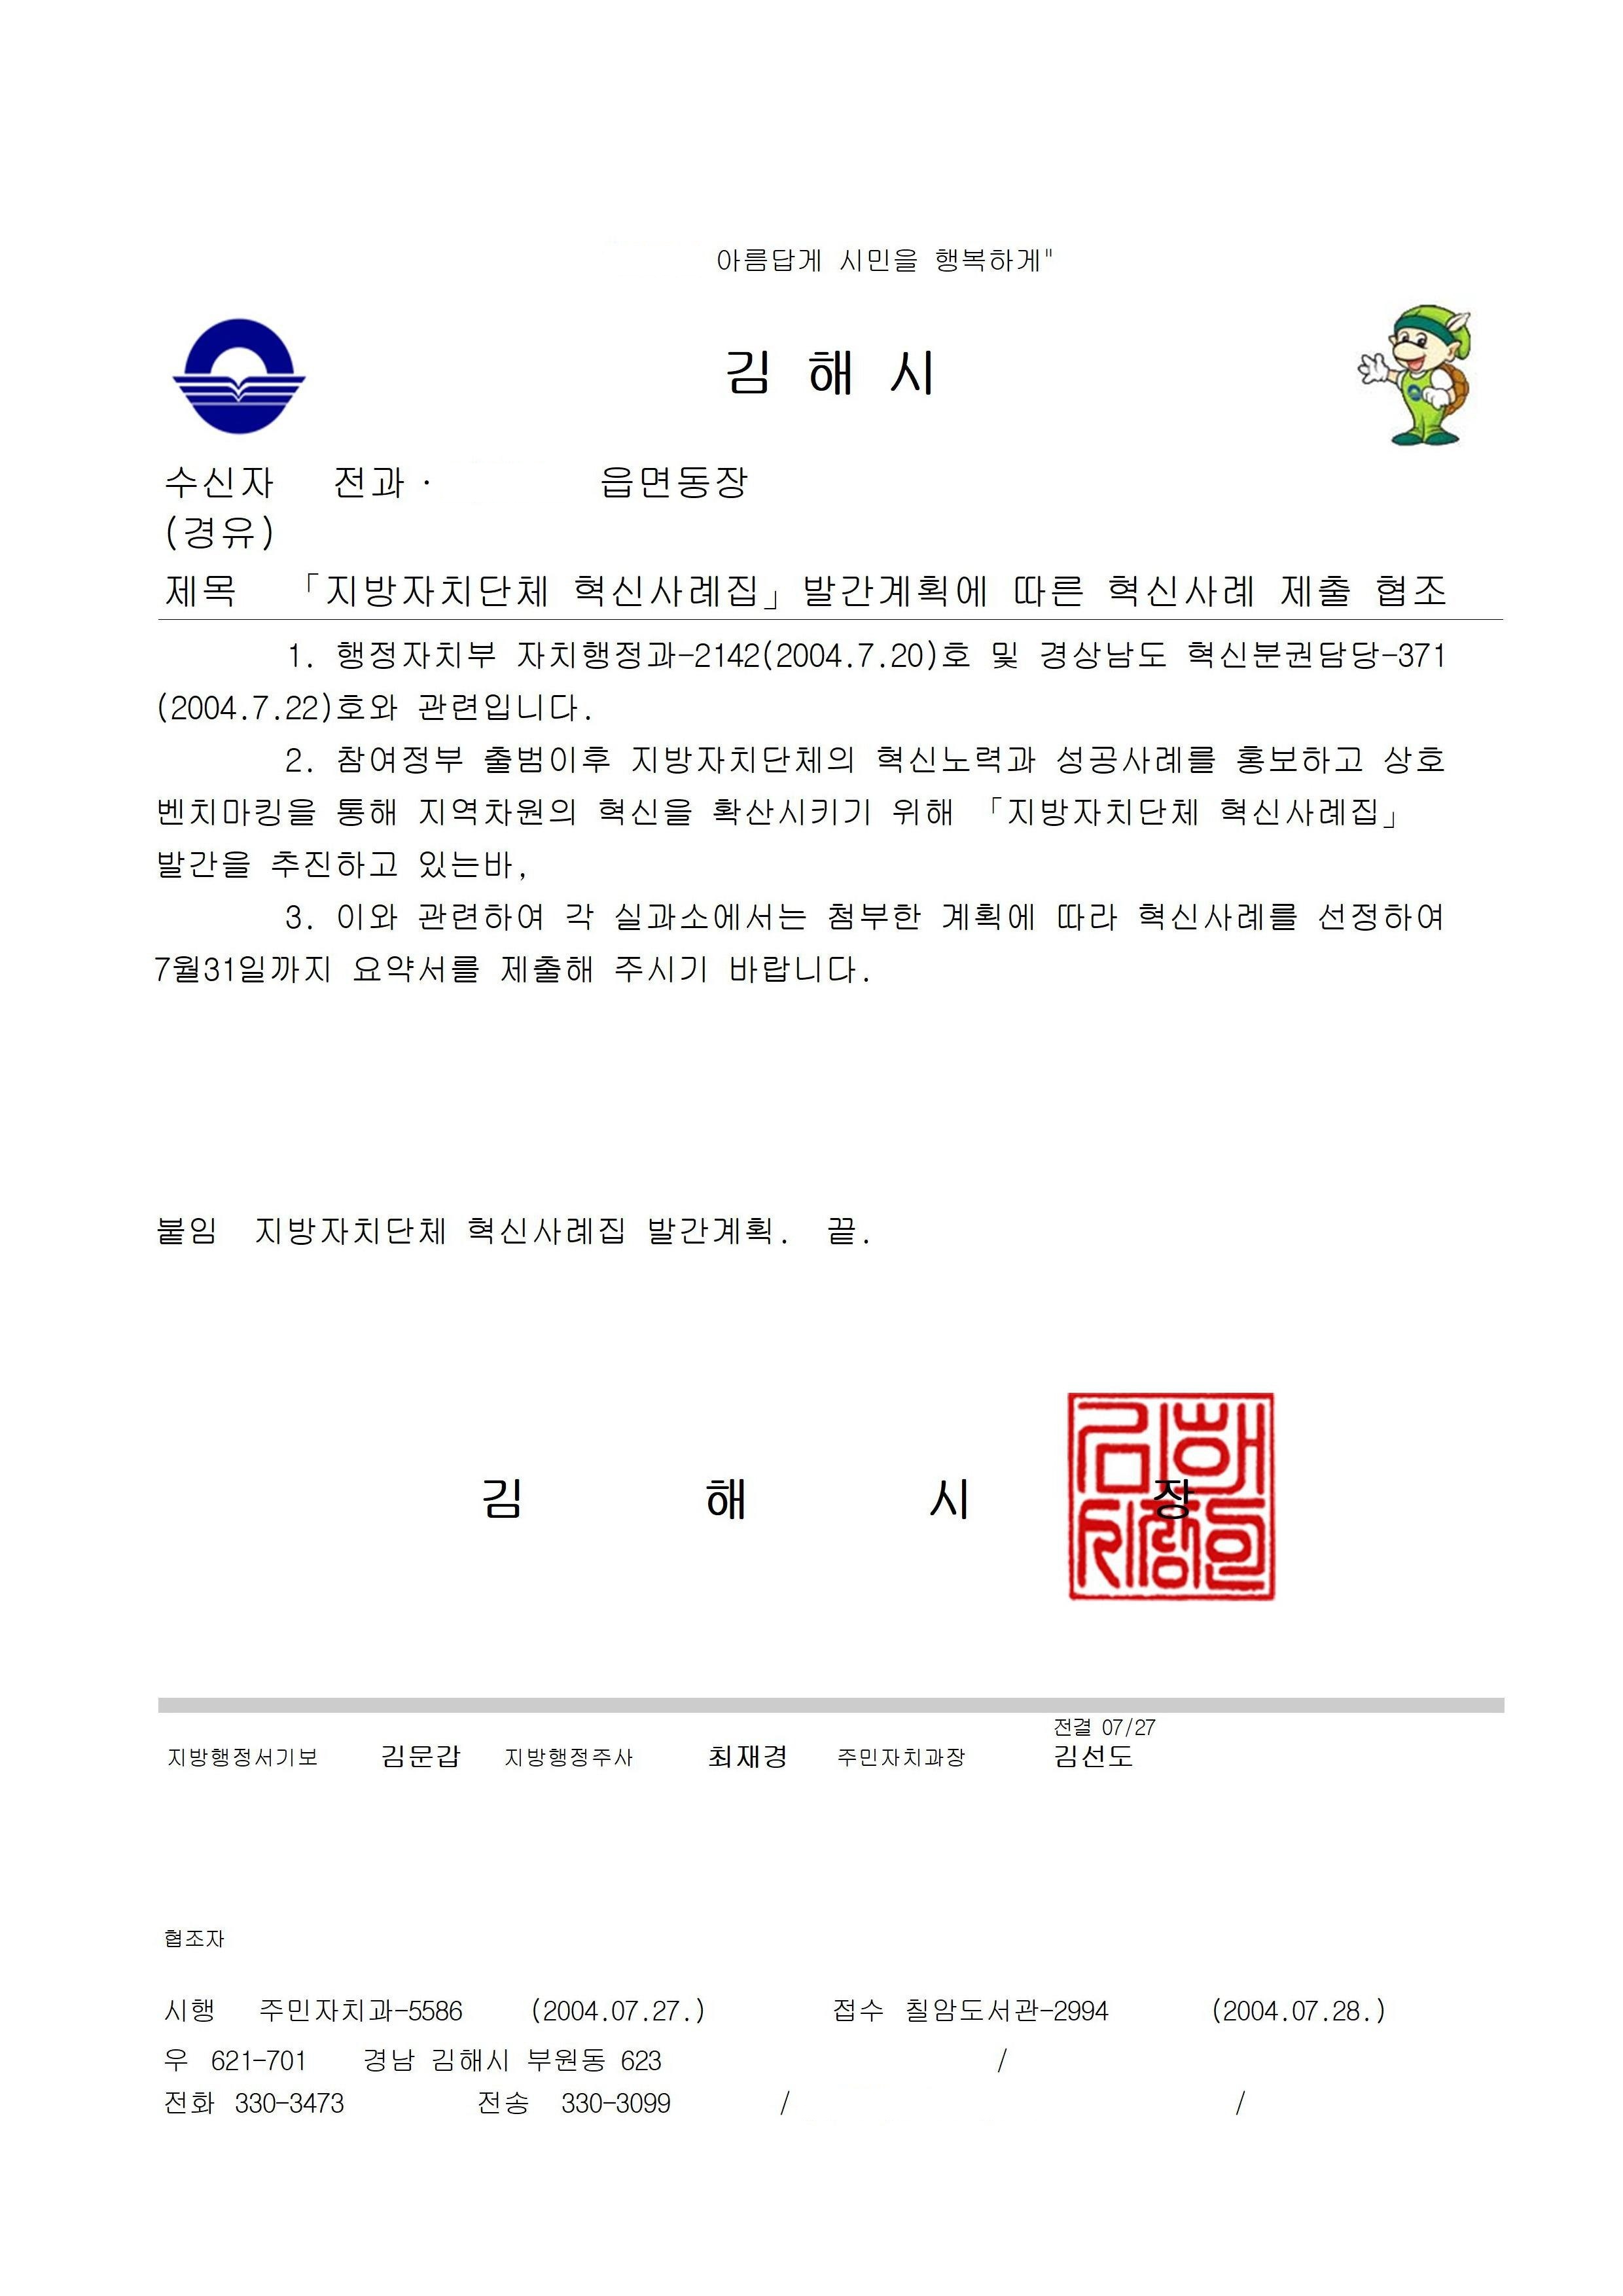 아름답게 시민을 행복하게"
김 해 시
수신자 전과· 읍면동장
(경유)
제목 「지방자치단체 혁신사례집」발간계획에 따른 혁신사례 제출 협조
1. 행정자치부 자치행정과-2142(2004.7.20)호 및 경상남도 혁신분권담당-371
(2004.7.22)호와 관련입니다.
2. 참여정부 출범이후 지방자치단체의 혁신노력과 성공사례를 홍보하고 상호
벤치마킹을 통해 지역차원의 혁신을 확산시키기 위해 「지방자치단체 혁신사례집」
발간을 추진하고 있는바,
3. 이와 관련하여 각 실과소에서는 첨부한 계획에 따라 혁신사례를 선정하여
7월31일까지 요약서를 제출해 주시기 바랍니다.
붙임 지방자치단체 혁신사례집 발간계획. 끝.
김 해 시 장
전결 07/27
지방행정서기보 김문갑 지방행정주사 최재경 주민자치과장 김선도
협조자
시행 주민자치과-5586 (2004.07.27.) 접수 칠암도서관-2994 (2004.07.28.)
우 621-701 경남 김해시 부원동 623 /
전화 330-3473 전송 330-3099 / /